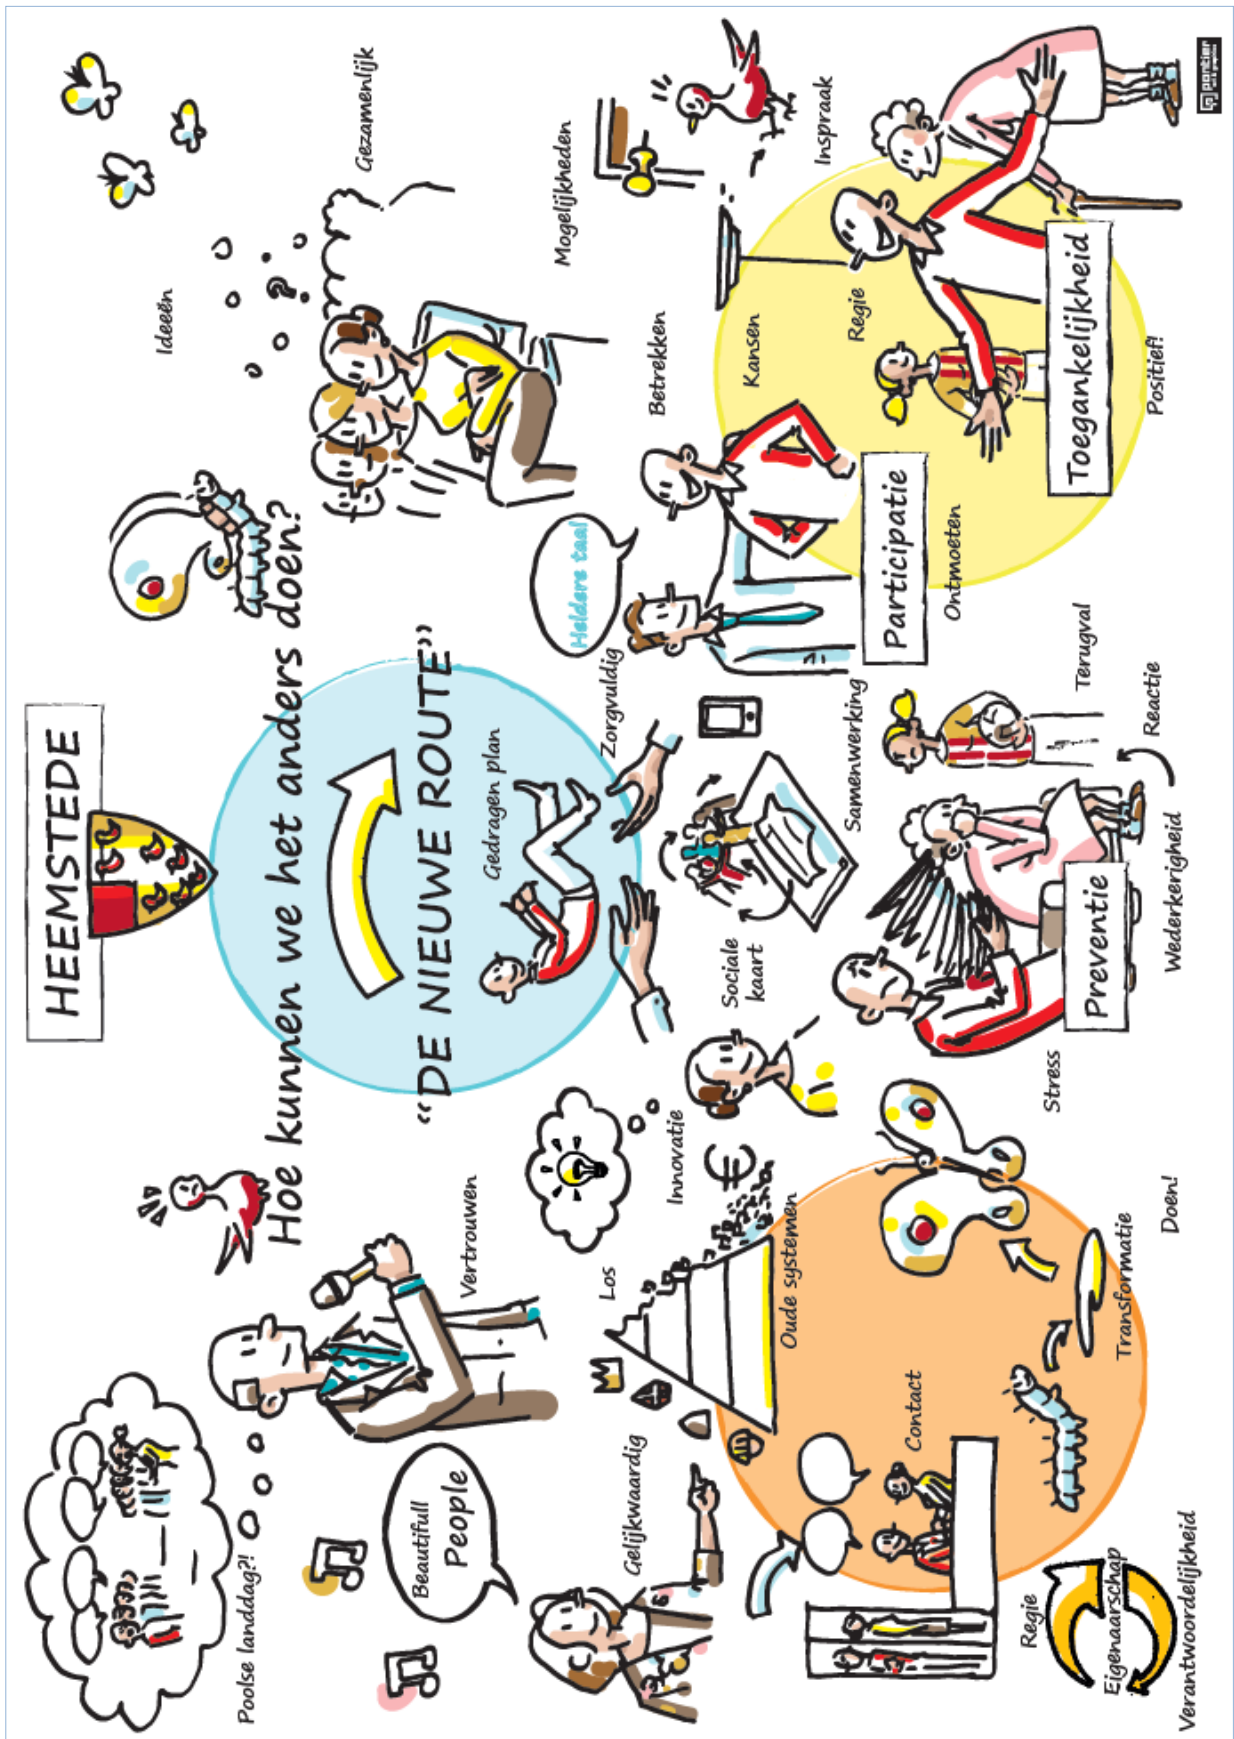 HEEMSTEDE
Hoe kunnen we het anders doen?
“DE NIEUWE ROUTE”
Poolse landdag?!
Ideeën
Gezamenlijk
Beautifull
People
Vertrouwen
Gedragen plan
Zorgvuldig
Heldere taal
Mogelijkheden
Betrekken
Gelijkwaardig
Los
Innovatie
Sociale
kaart
Samenwerking
Oude systemen
Kansen
Inspraak
Regie
Contact
Participatie
Ontmoeten
Toegankelijkheid
Positief!
Stress
Preventie
Terugval
Reactie
Wederkerigheid
Transformatie
Doen!
Regie
Eigenaarschap
Verantwoordelijkheid
pontier